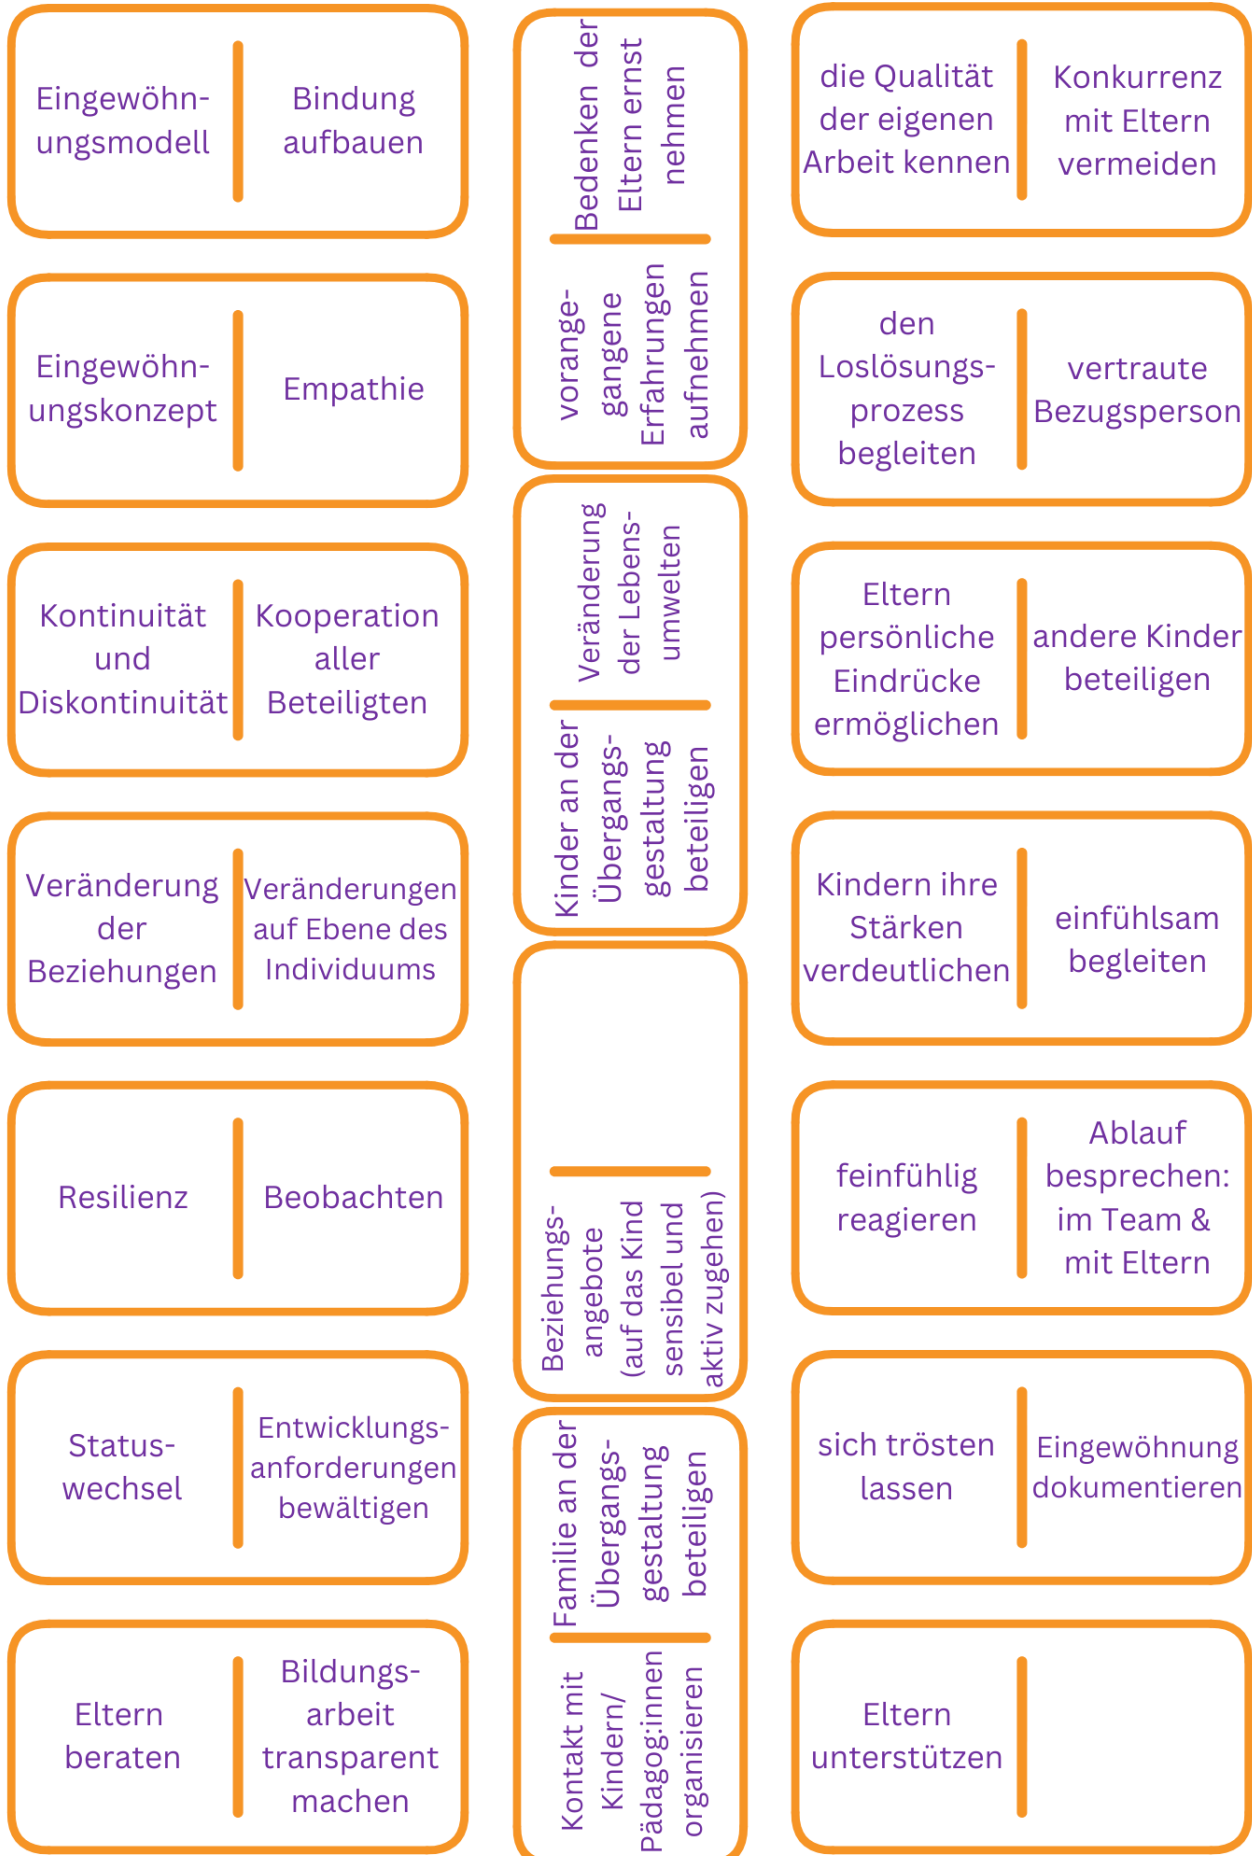 Eingewöhn-
ungsmodell
Bindung
aufbauen
Eingewöhn-
ungskonzept
Empathie
Kontinuität
und
Diskontinuität
Kooperation
aller
Beteiligten
Veränderung
der
Beziehungen
Veränderungen
auf Ebene des
Individuums
Resilienz
Beobachten
Status-
wechsel
Entwicklungs-
anforderungen
bewältigen
Eltern
beraten
Bildungs-
arbeit
transparent
machen
Bedenken der
Eltern ernst
nehmen
vorange-
gangene
Erfahrungen
aufnehmen
Veränderung
der Lebens-
umwelten
Kinder an der
Übergangs-
gestaltung
beteiligen
Beziehungs-
angebote
(auf das Kind
sensibel und
aktiv zugehen)
Familie an der
Übergangs-
gestaltung
beteiligen
Kontakt mit
Kindern/
Pädagog:innen
organisieren
die Qualität
der eigenen
Arbeit kennen
Konkurrenz
mit Eltern
vermeiden
den
Loslösungs-
prozess
begleiten
vertraute
Bezugsperson
Eltern
persönliche
Eindrücke
ermöglichen
andere Kinder
beteiligen
Kindern ihre
Stärken
verdeutlichen
einfühlsam
begleiten
feinfühlig
reagieren
Ablauf
besprechen:
im Team &
mit Eltern
sich trösten
lassen
Eingewöhnung
dokumentieren
Eltern
unterstützen